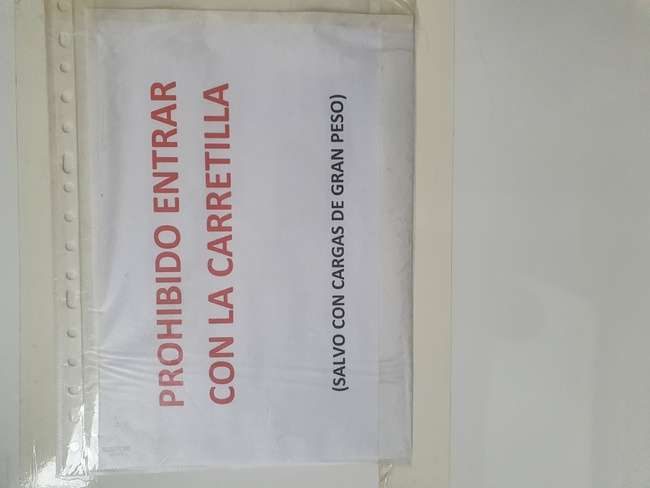 PROHIBIDO ENTRAR
CON LA CARRETILLA
(SALVO CON CARGAS DE GRAN PESO)